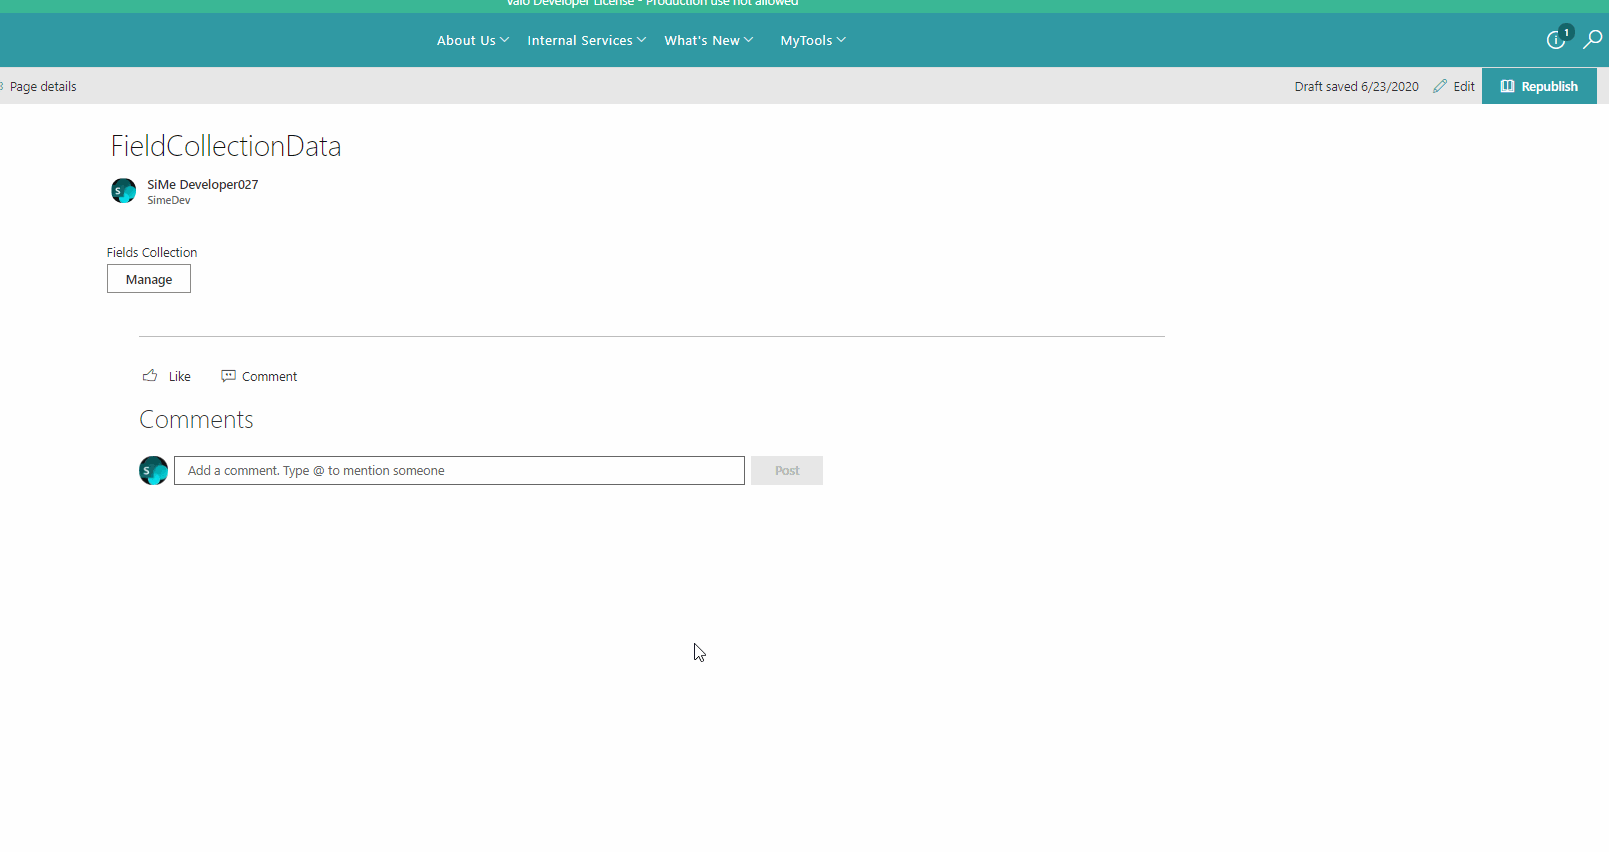 Valo Developer License - Production use not allowed
About Us Internal Services What's New MyTools 1
Page details Draft saved 6/23/2020 Edit Republish
FieldCollectionData
S SiMe Developer027
SimeDev
Fields Collection
Manage
Like Comment
Comments
S Add a comment. Type @ to mention someone Post